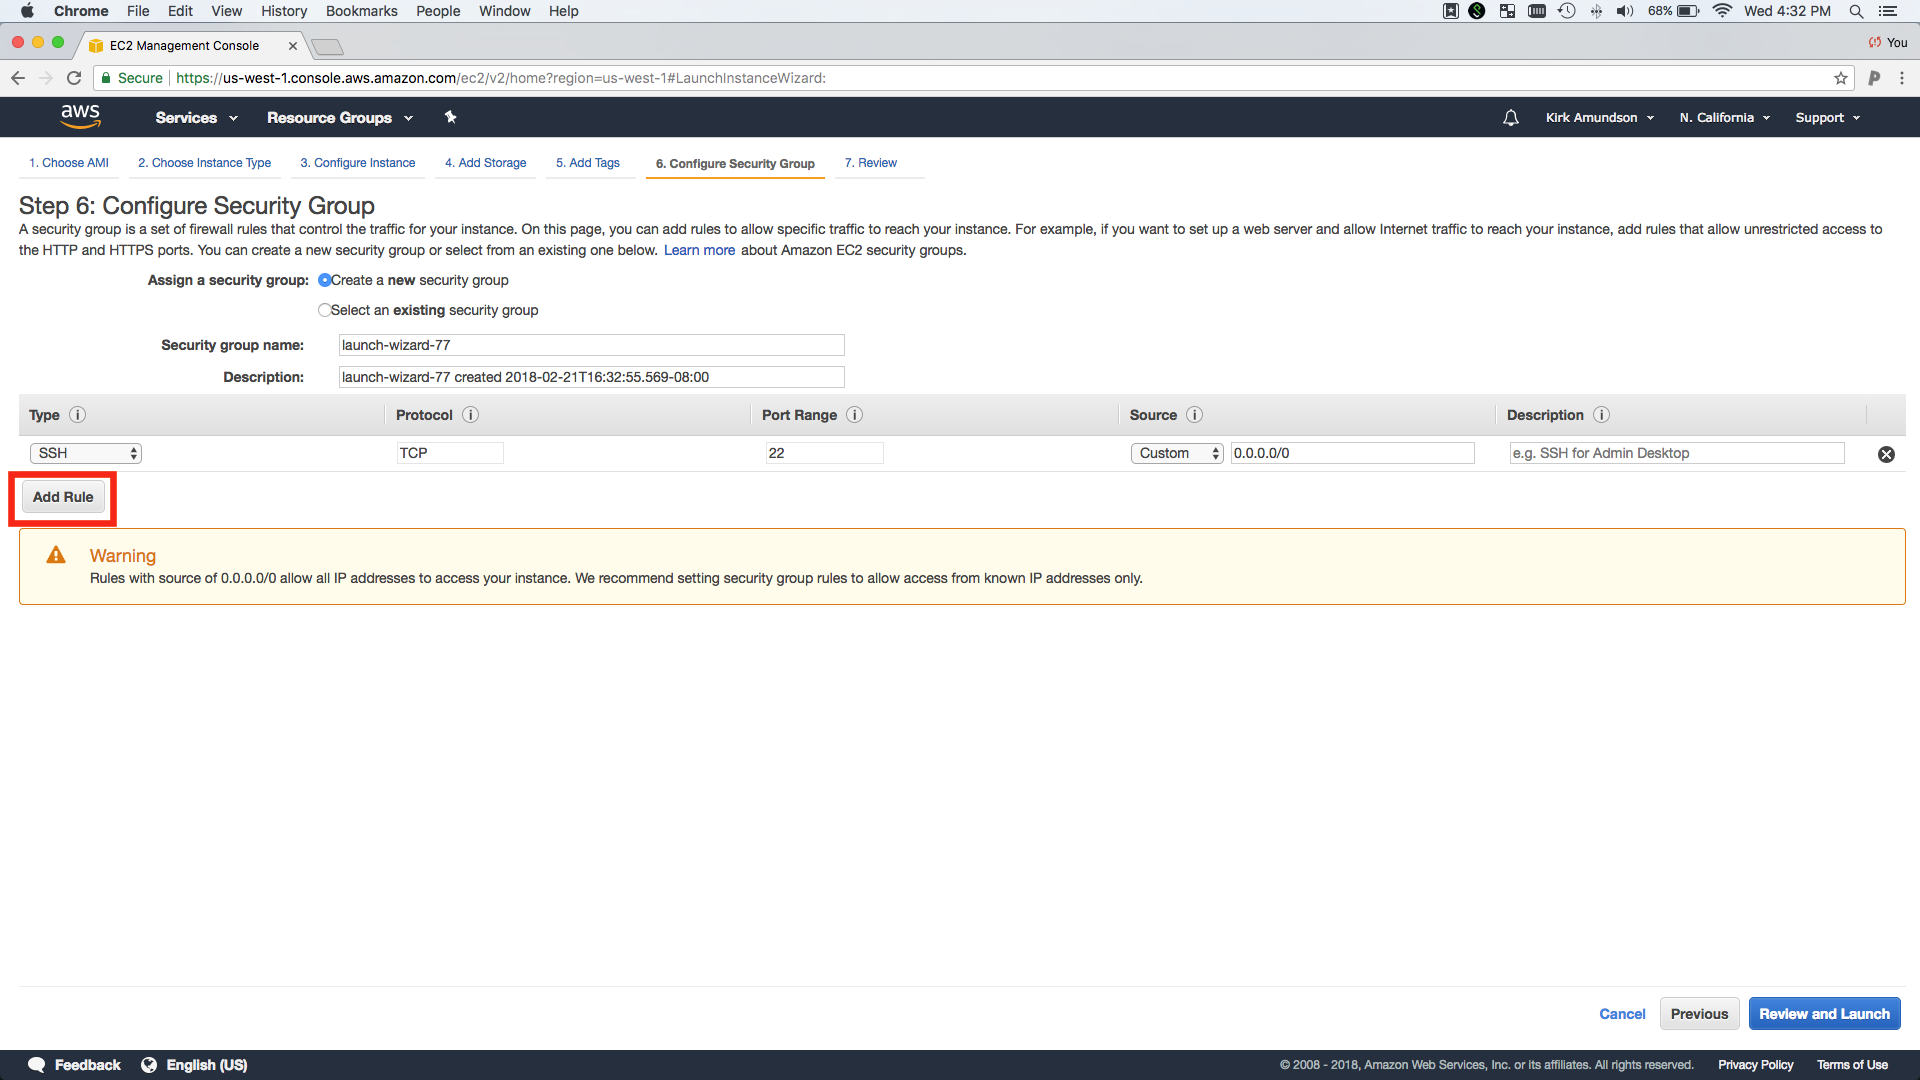 Chrome File Edit View History Bookmarks People Window Help 68% Wed 4:32 PM
EC2 Management Console You
Secure https://us-west-1.console.aws.amazon.com/ec2/v2/home?region=us-west-1#LaunchInstanceWizard:
aws Services Resource Groups Kirk Amundson N. California Support
1. Choose AMI 2. Choose Instance Type 3. Configure Instance 4. Add Storage 5. Add Tags 6. Configure Security Group 7. Review
Step 6: Configure Security Group
A security group is a set of firewall rules that control the traffic for your instance. On this page, you can add rules to allow specific traffic to reach your instance. For example, if you want to set up a web server and allow Internet traffic to reach your instance, add rules that allow unrestricted access to
the HTTP and HTTPS ports. You can create a new security group or select from an existing one below. Learn more about Amazon EC2 security groups.
Assign a security group: Create a new security group
Select an existing security group
Security group name: launch-wizard-77
Description: launch-wizard-77 created 2018-02-21T16:32:55.569-08:00
Type i Protocol i Port Range i Source i Description i
SSH TCP 22 Custom 0.0.0.0/0 e.g. SSH for Admin Desktop
Add Rule
Warning
Rules with source of 0.0.0.0/0 allow all IP addresses to access your instance. We recommend setting security group rules to allow access from known IP addresses only.
Cancel Previous Review and Launch
Feedback English (US) © 2008 - 2018, Amazon Web Services, Inc. or its affiliates. All rights reserved. Privacy Policy Terms of Use